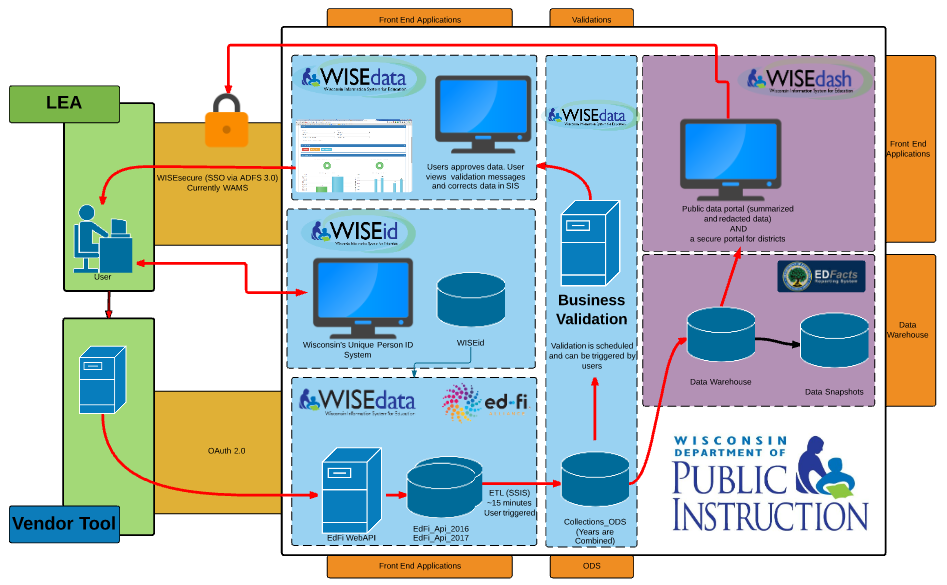 Front End Applications
Validations
LEA
WISEdata
Wisconsin Information System for Education
WISEdash
Wisconsin Information System for Education
WISEdata
Front End
Applications
WISEsecure (SSO via ADFS 3.0)
Currently WAMS
Users approves data. User
views validation messages
and corrects data in SIS
Public data portal (summarized
and redacted data)
AND
a secure portal for districts
User
WISEid
Wisconsin's Unique Person ID
System
WISEid
Business
Validation
Validation is scheduled
and can be triggered by
users
EDFacts
Reporting System
Data
Warehouse
Data Warehouse
Data Snapshots
WISEdata
Wisconsin Information System for Education
ed-fi
OAuth 2.0
ETL (SSIS)
~15 minutes
User triggered
EdFi WebAPI
EdFi_Api_2016
EdFi_Api_2017
Collections_ODS
(Years are
Combined)
WISCONSIN
DEPARTMENT OF
PUBLIC
INSTRUCTION
Vendor Tool
Front End Applications
ODS